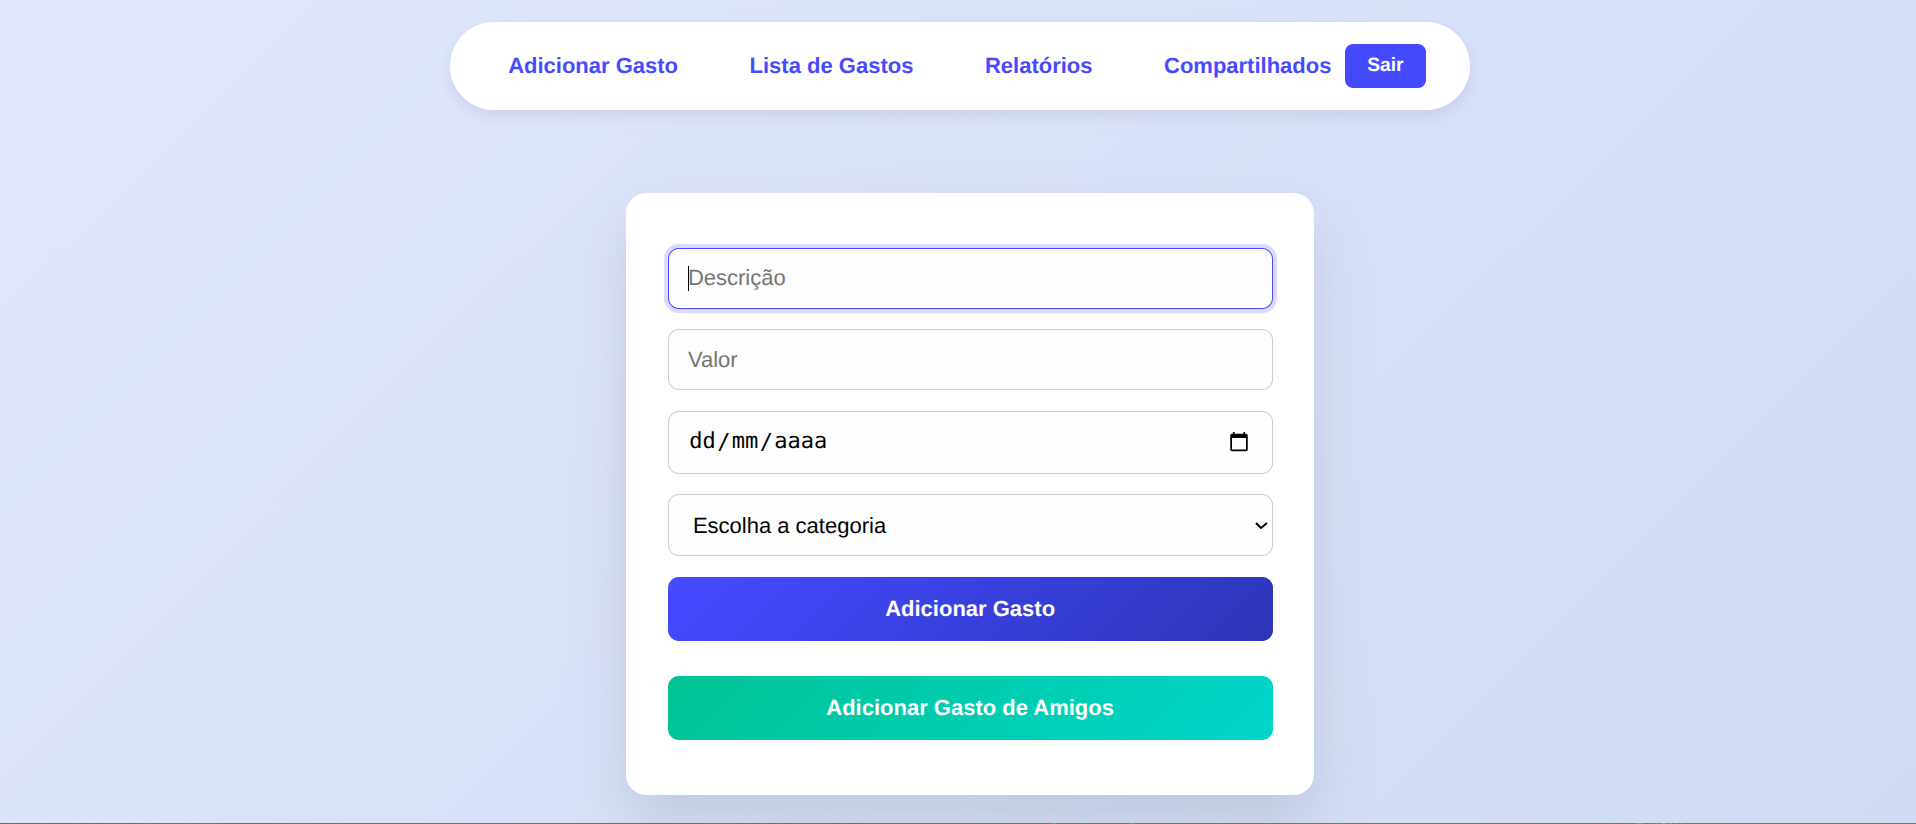 Adicionar Gasto Lista de Gastos Relatórios Compartilhados Sair
Descrição
Valor
dd/mm/aaaa
Escolha a categoria
Adicionar Gasto
Adicionar Gasto de Amigos